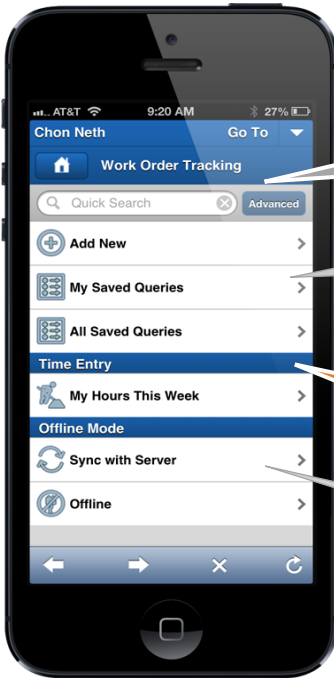 AT&T 9:20 AM 27%
Chon Neth Go To
Work Order Tracking
Quick Search Advanced
Add New
My Saved Queries
All Saved Queries
Time Entry
My Hours This Week
Offline Mode
Sync with Server
Offline